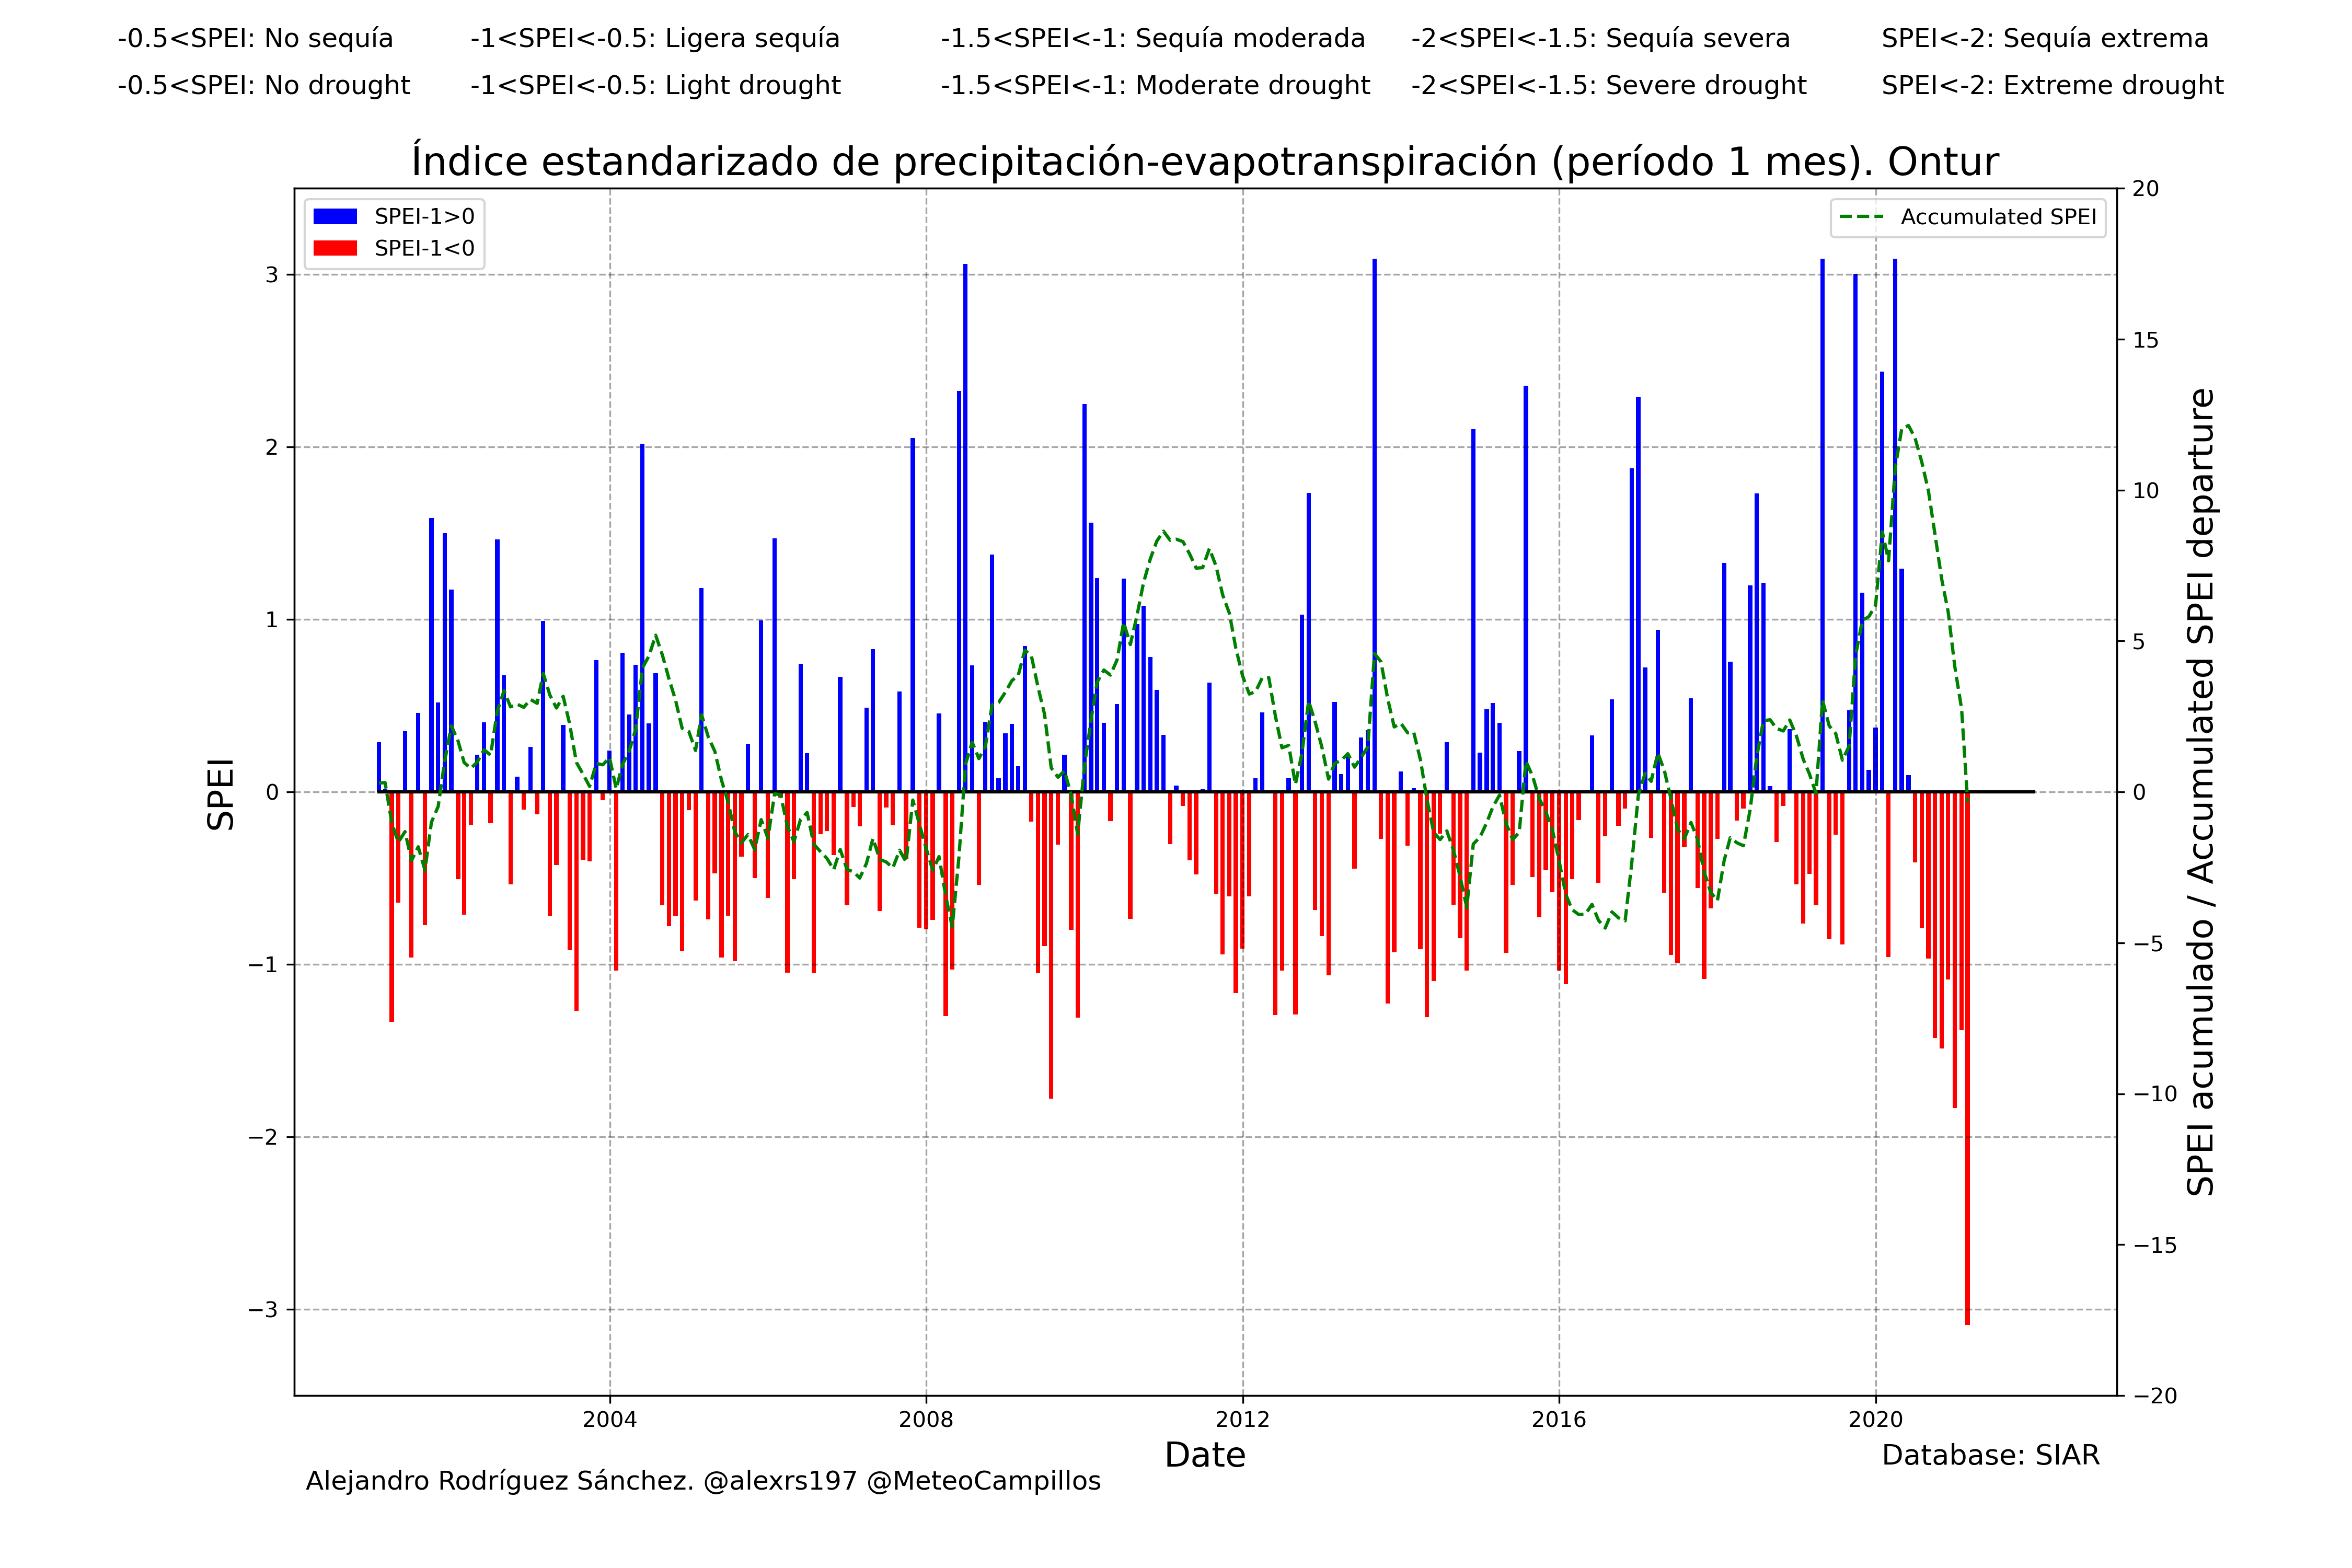 -0.5<SPEI: No sequía -1<SPEI<-0.5: Ligera sequía -1.5<SPEI<-1: Sequía moderada -2<SPEI<-1.5: Sequía severa SPEI<-2: Sequía extrema
-0.5<SPEI: No drought -1<SPEI<-0.5: Light drought -1.5<SPEI<-1: Moderate drought -2<SPEI<-1.5: Severe drought SPEI<-2: Extreme drought
Índice estandarizado de precipitación-evapotranspiración (período 1 mes). Ontur
SPEI-1>0
SPEI-1<0
Accumulated SPEI
SPEI
3
2
1
0
−1
−2
−3
20
15
10
5
0
−5
−10
−15
−20
SPEI acumulado / Accumulated SPEI departure
2004 2008 2012 2016 2020
Date
Database: SIAR
Alejandro Rodríguez Sánchez. @alexrs197 @MeteoCampillos